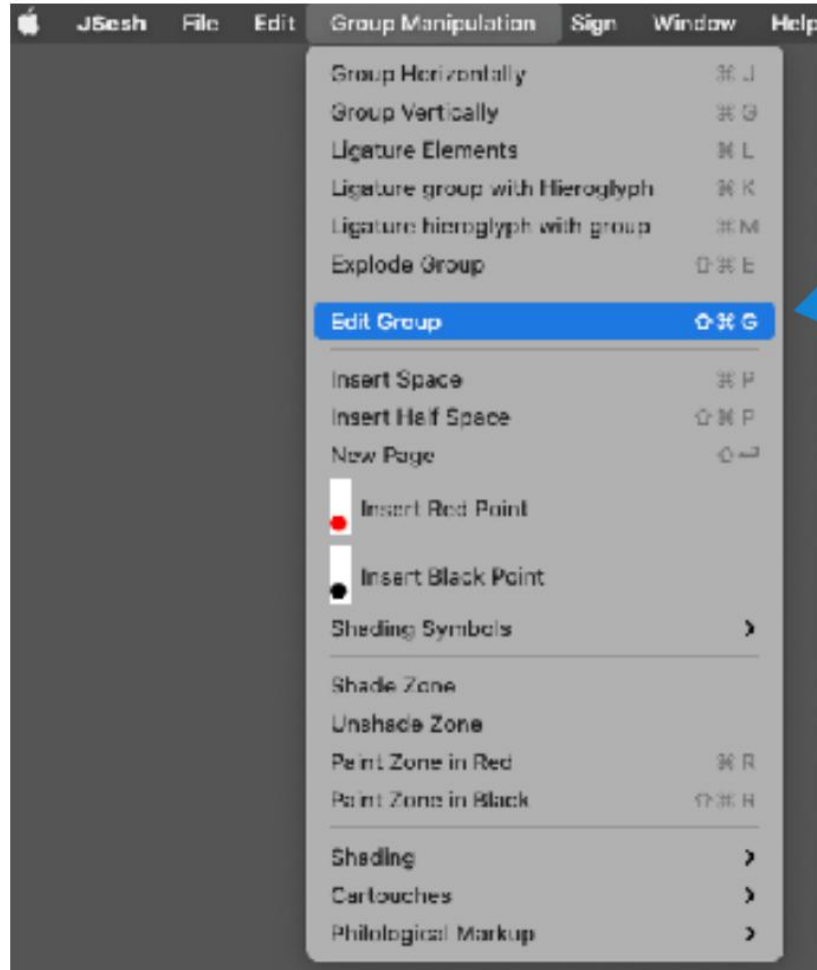 JSesh File Edit Group Manipulation Sign Window Help
Group Horizontally ⌘ J
Group Vertically ⌘ G
Ligature Elements ⌘ L
Ligature group with Hieroglyph ⌘ K
Ligature hieroglyph with group ⌘ M
Explode Group ⇧⌘ E
Edit Group ⇧⌘ G
Insert Space ⌘ P
Insert Half Space ⇧⌘ P
New Page ⇧⏎
Insert Red Point
Insert Black Point
Shading Symbols
Shade Zone
Unshade Zone
Paint Zone in Red ⌘ R
Paint Zone in Black ⇧⌘ R
Shading
Cartouches
Philological Markup